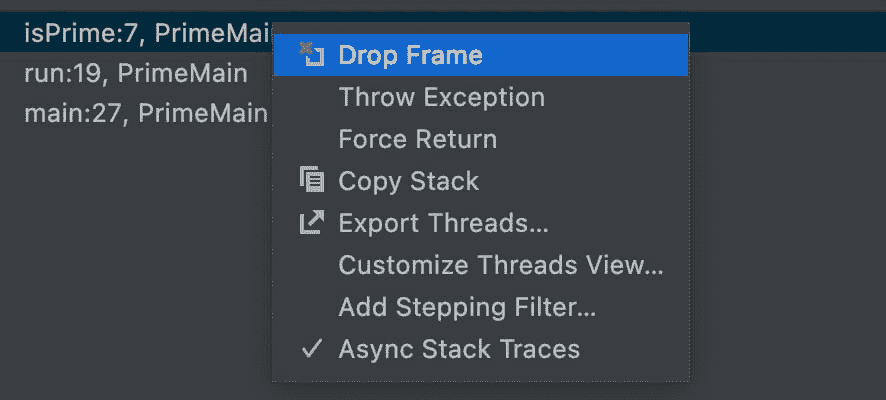 isPrime:7, PrimeMai
run:19, PrimeMain
main:27, PrimeMain
Drop Frame
Throw Exception
Force Return
Copy Stack
Export Threads...
Customize Threads View...
Add Stepping Filter...
Async Stack Traces